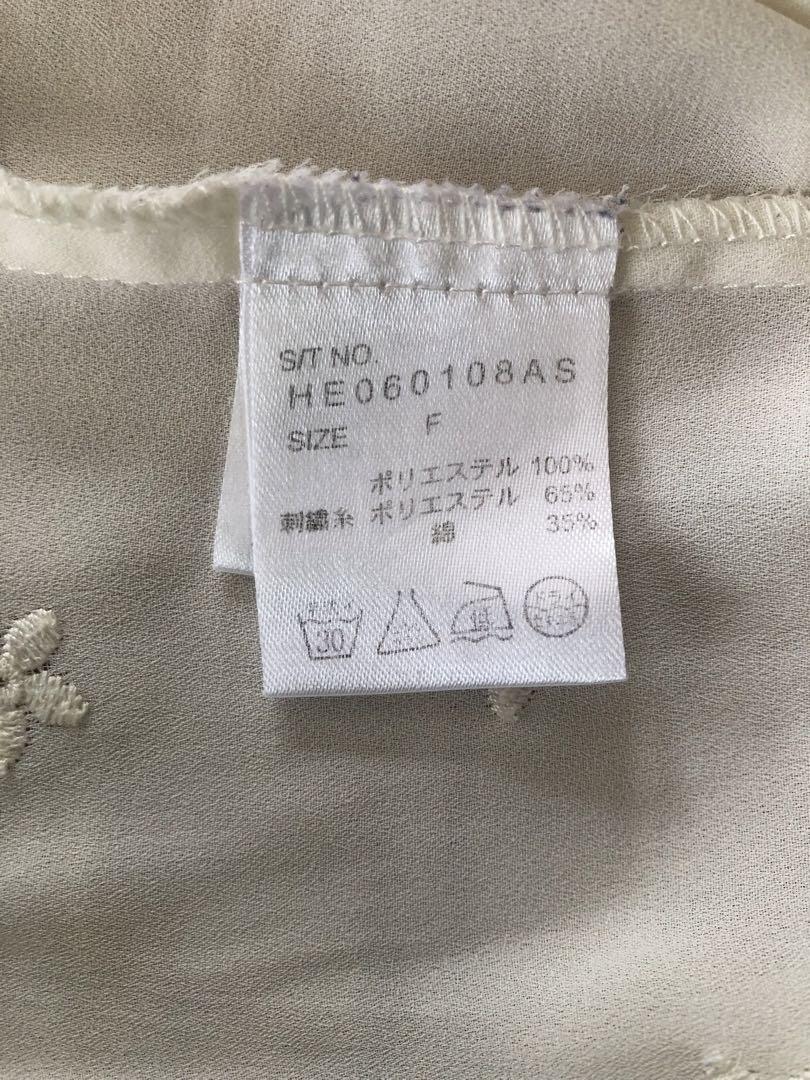 S/T NO.
HE060108AS
SIZE F
ポリエステル 100%
刺繍糸 ポリエステル 65%
綿 35%
30